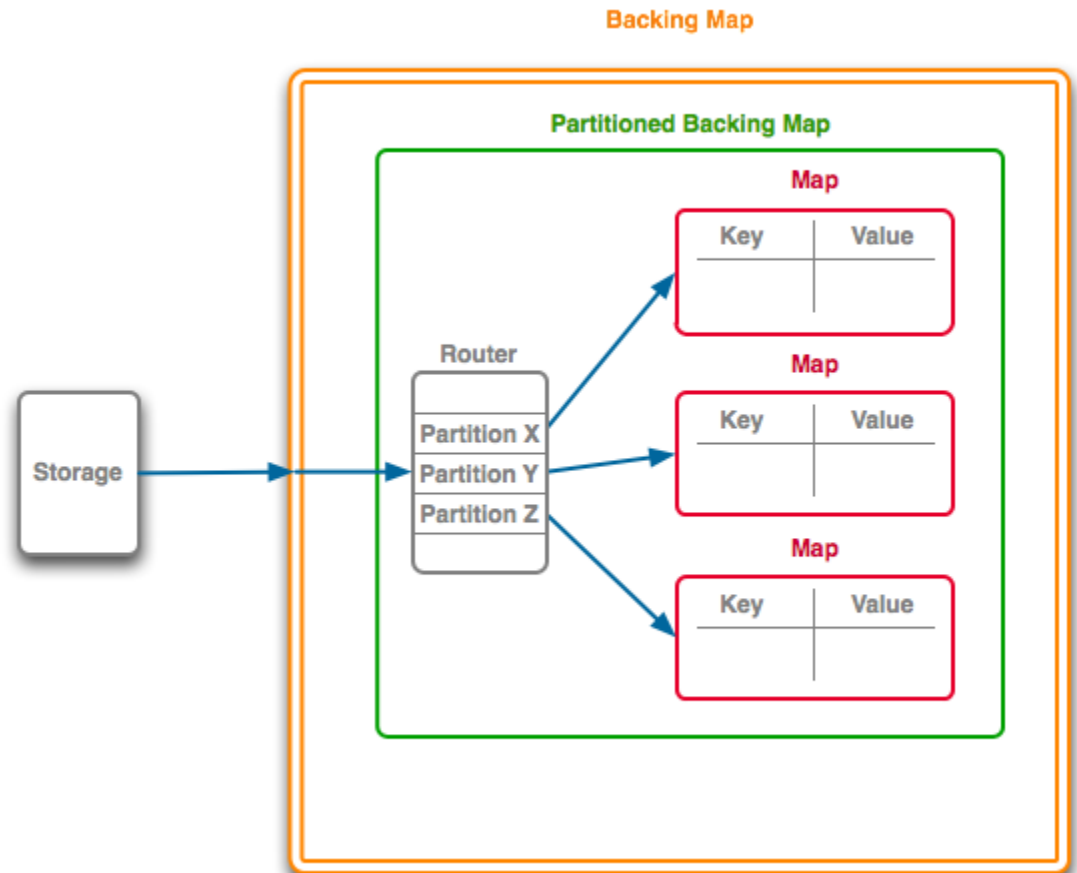 Backing Map
Partitioned Backing Map
Map
Key Value
Router
Partition X
Partition Y
Partition Z
Storage
Map
Key Value
Map
Key Value